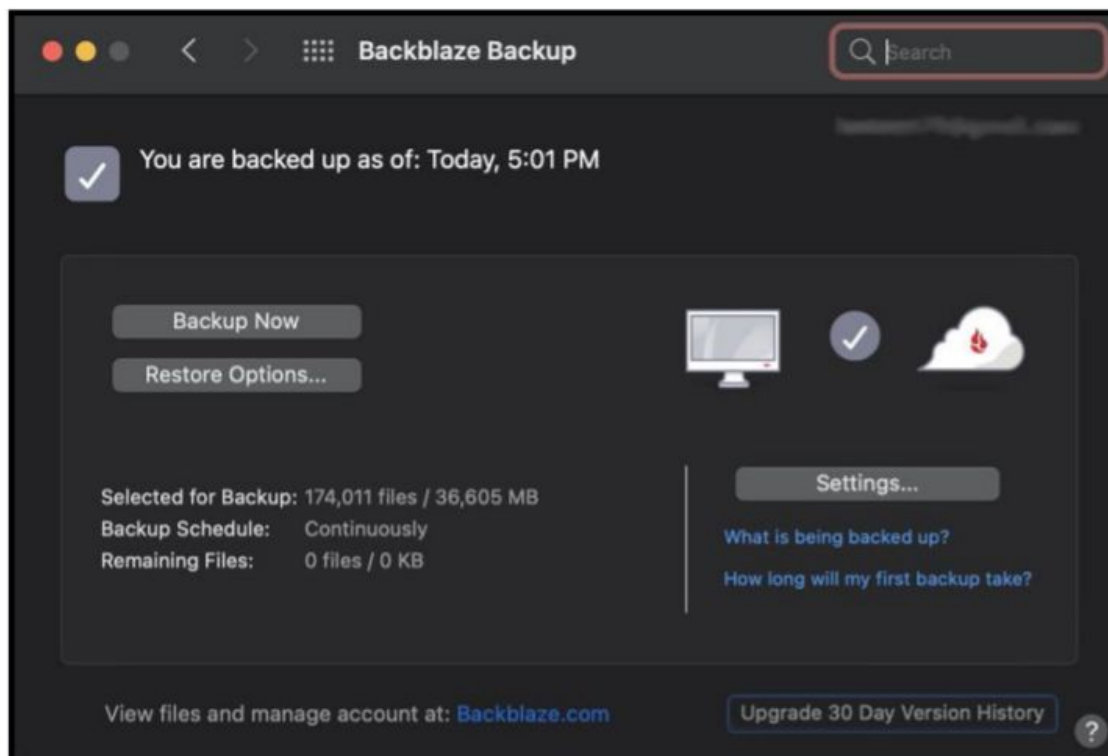 Backblaze Backup
Search
You are backed up as of: Today, 5:01 PM
Backup Now
Restore Options...
Selected for Backup: 174,011 files / 36,605 MB
Backup Schedule: Continuously
Remaining Files: 0 files / 0 KB
Settings...
What is being backed up?
How long will my first backup take?
View files and manage account at: Backblaze.com
Upgrade 30 Day Version History
?